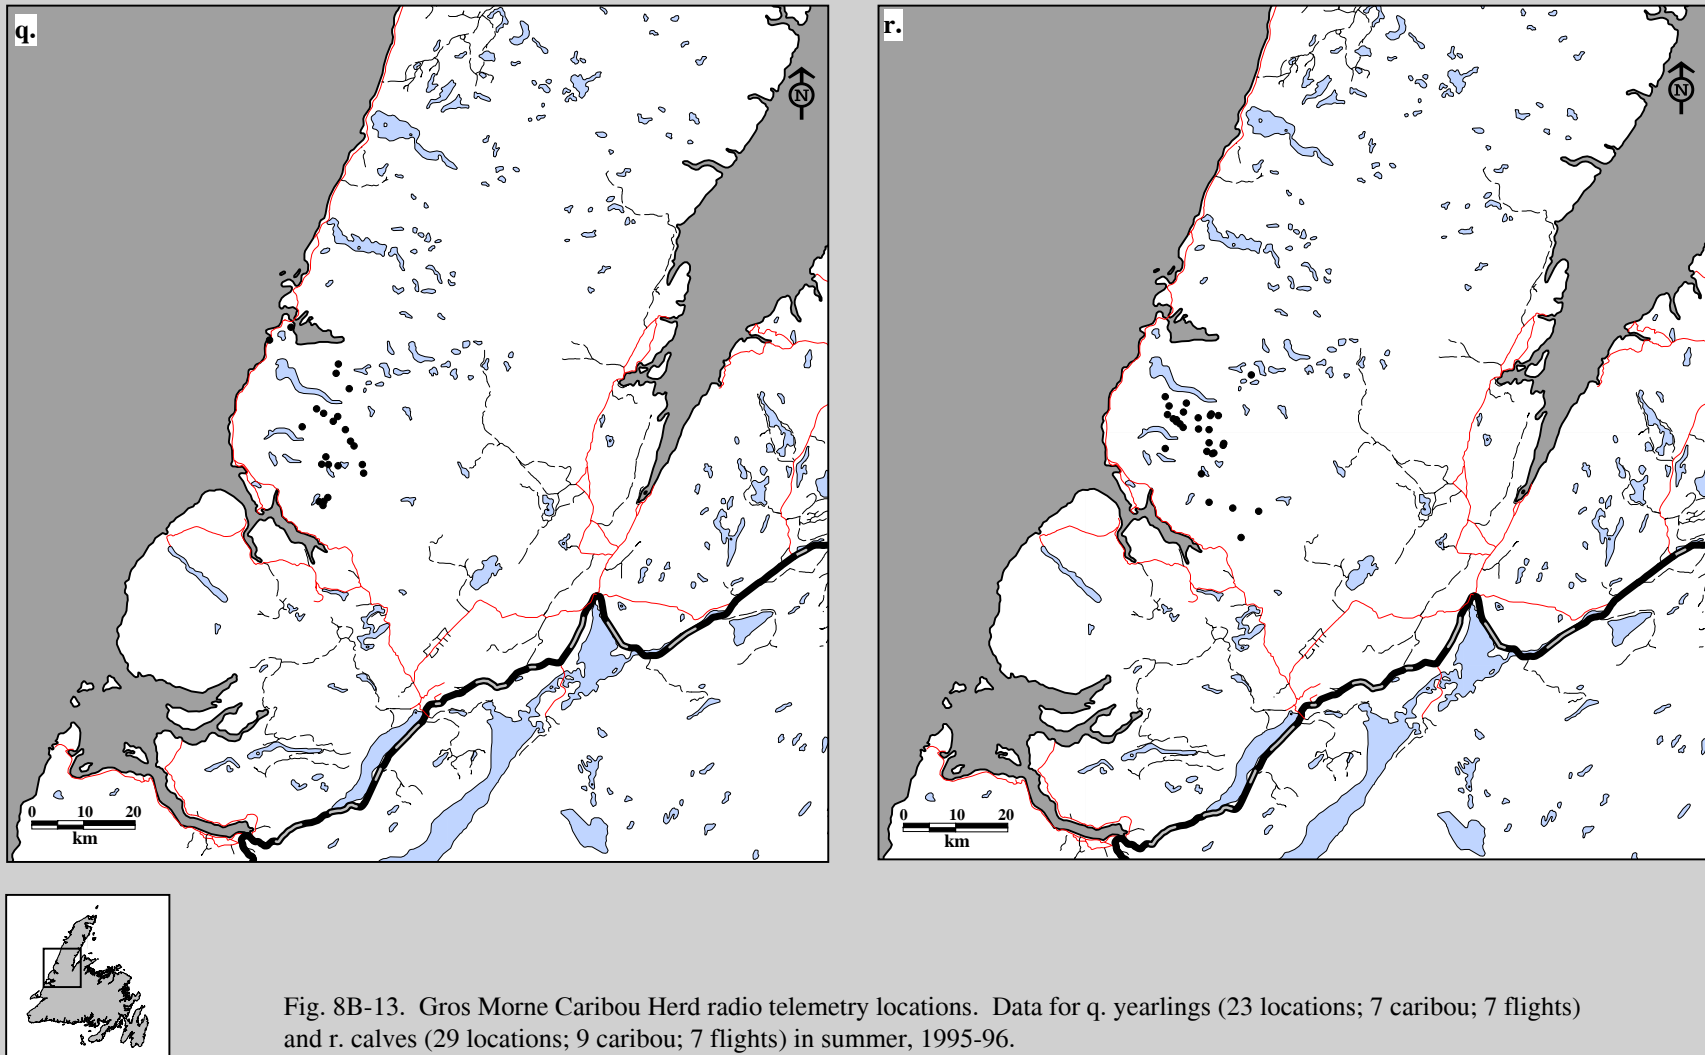 q.
N
0 10 20
km
r.
N
0 10 20
km
Fig. 8B-13. Gros Morne Caribou Herd radio telemetry locations. Data for q. yearlings (23 locations; 7 caribou; 7 flights)
and r. calves (29 locations; 9 caribou; 7 flights) in summer, 1995-96.